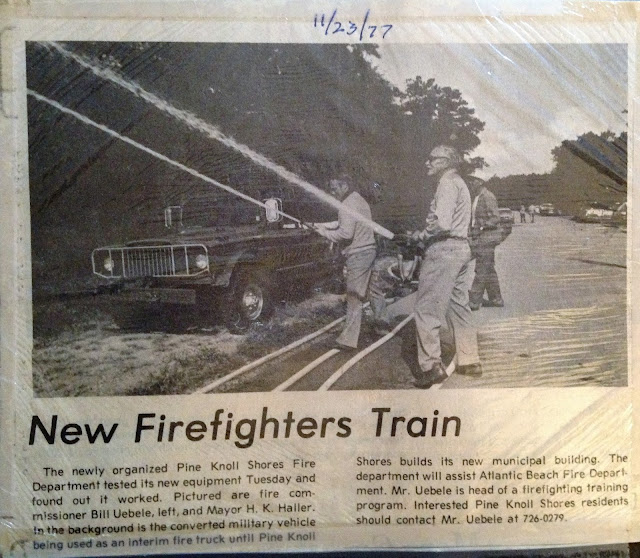 11/23/77
New Firefighters Train
The newly organized Pine Knoll Shores Fire
Department tested its new equipment Tuesday and
found out it worked. Pictured are fire com-
missioner Bill Uebele, left, and Mayor H. K. Haller.
In the background is the converted military vehicle
being used as an interim fire truck until Pine Knoll
Shores builds its new municipal building. The
department will assist Atlantic Beach Fire Depart-
ment. Mr. Uebele is head of a firefighting training
program. Interested Pine Knoll Shores residents
should contact Mr. Uebele at 726-0279.